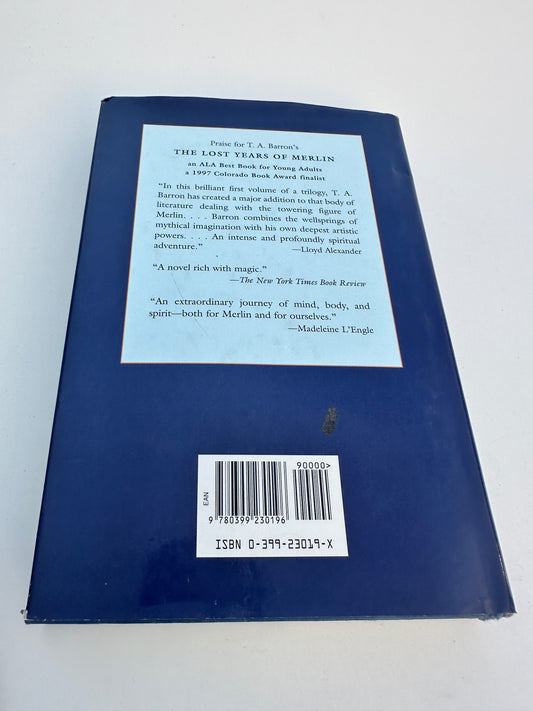 Praise for T. A. Barron's
THE LOST YEARS OF MERLIN
an ALA Best Book for Young Adults
a 1997 Colorado Book Award finalist
“In this brilliant first volume of a trilogy, T. A.
Barron has created a major addition to that body of
literature dealing with the towering figure of
Merlin. . . . Barron combines the wellsprings of
mythical imagination with his own deepest artistic
powers. . . . An intense and profoundly spiritual
adventure.” —Lloyd Alexander
“A novel rich with magic.”
—The New York Times Book Review
“An extraordinary journey of mind, body, and
spirit—both for Merlin and for ourselves.”
—Madeleine L'Engle
90000>
EAN
9 780399 230196
ISBN 0-399-23019-X